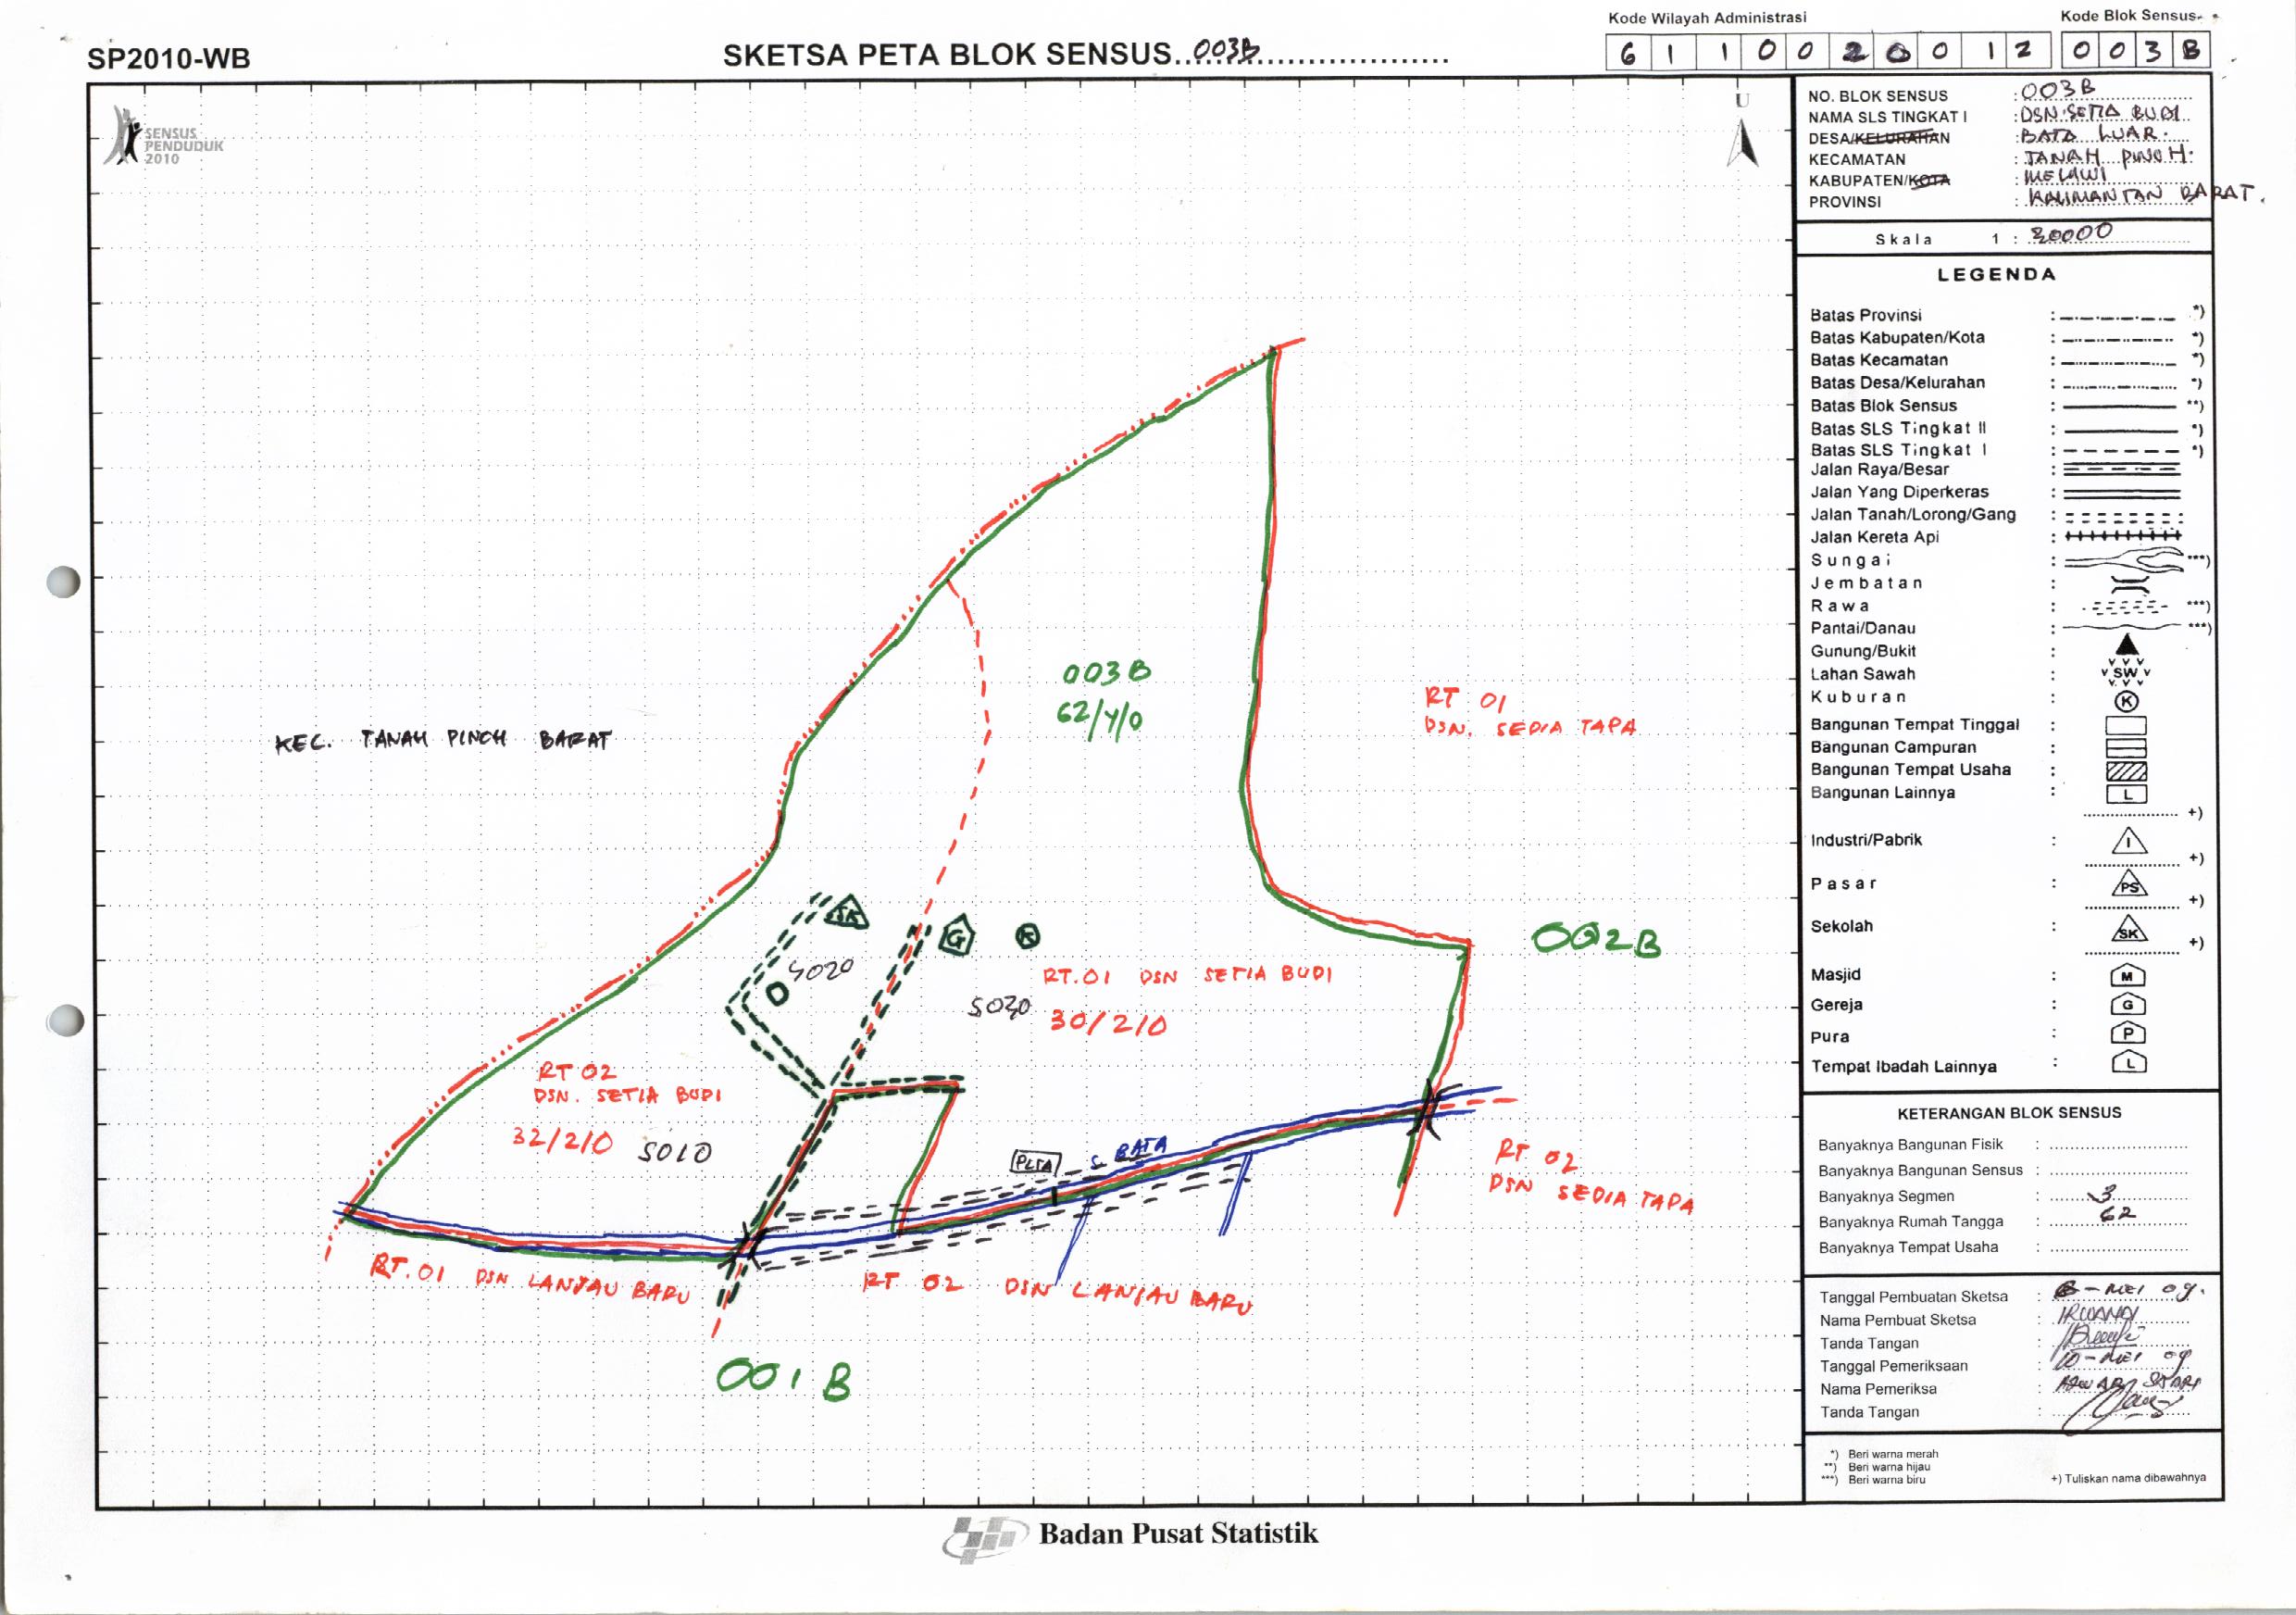 Kode Wilayah Administrasi
Kode Blok Sensus
SP2010-WB
SKETSA PETA BLOK SENSUS..003B..........................
6 1 1 0 0 2 0 0 1 2
0 0 3 B
SENSUS
PENDUDUK
2010
U
NO. BLOK SENSUS : 003B
NAMA SLS TINGKAT I : DSN. SETIA BUDI
DESA/KELURAHAN : BATA LUAR.
KECAMATAN : TANAH PINOH.
KABUPATEN/KOTA : MELAWI
PROVINSI : KALIMANTAN BARAT.
Skala 1 : 30000
LEGENDA
Batas Provinsi : *)
Batas Kabupaten/Kota : *)
Batas Kecamatan : *)
Batas Desa/Kelurahan : *)
Batas Blok Sensus : **)
Batas SLS Tingkat II : *)
Batas SLS Tingkat I : *)
Jalan Raya/Besar :
Jalan Yang Diperkeras :
Jalan Tanah/Lorong/Gang :
Jalan Kereta Api :
Sungai : ***)
Jembatan :
Rawa : ***)
Pantai/Danau : ***)
Gunung/Bukit :
Lahan Sawah : SW
Kuburan : K
Bangunan Tempat Tinggal :
Bangunan Campuran :
Bangunan Tempat Usaha :
Bangunan Lainnya : L
+)
Industri/Pabrik : I
+)
Pasar : PS
+)
Sekolah : SK
+)
Masjid : M
Gereja : G
Pura : P
Tempat Ibadah Lainnya : L
KETERANGAN BLOK SENSUS
Banyaknya Bangunan Fisik :
Banyaknya Bangunan Sensus :
Banyaknya Segmen : 3
Banyaknya Rumah Tangga : 62
Banyaknya Tempat Usaha :
Tanggal Pembuatan Sketsa : 6-MEI 09.
Nama Pembuat Sketsa :
Tanda Tangan :
Tanggal Pemeriksaan : 10-MEI 09
Nama Pemeriksa :
Tanda Tangan :
*) Beri warna merah
**) Beri warna hijau
***) Beri warna biru
+) Tuliskan nama dibawahnya
003B
62/4/0
RT 01
DSN. SEDIA TAPA
KEC. TANAH PINOH BARAT
SK
G
K
002B
S020
RT.01 DSN SETIA BUDI
S030
30/2/0
RT 02
DSN. SETIA BUDI
32/2/0
S010
PLTA
S. BATA
RT 02
DSN SEDIA TAPA
RT.01 DSN LANJAU BARU
RT 02 DSN LANJAU BARU
001B
Badan Pusat Statistik